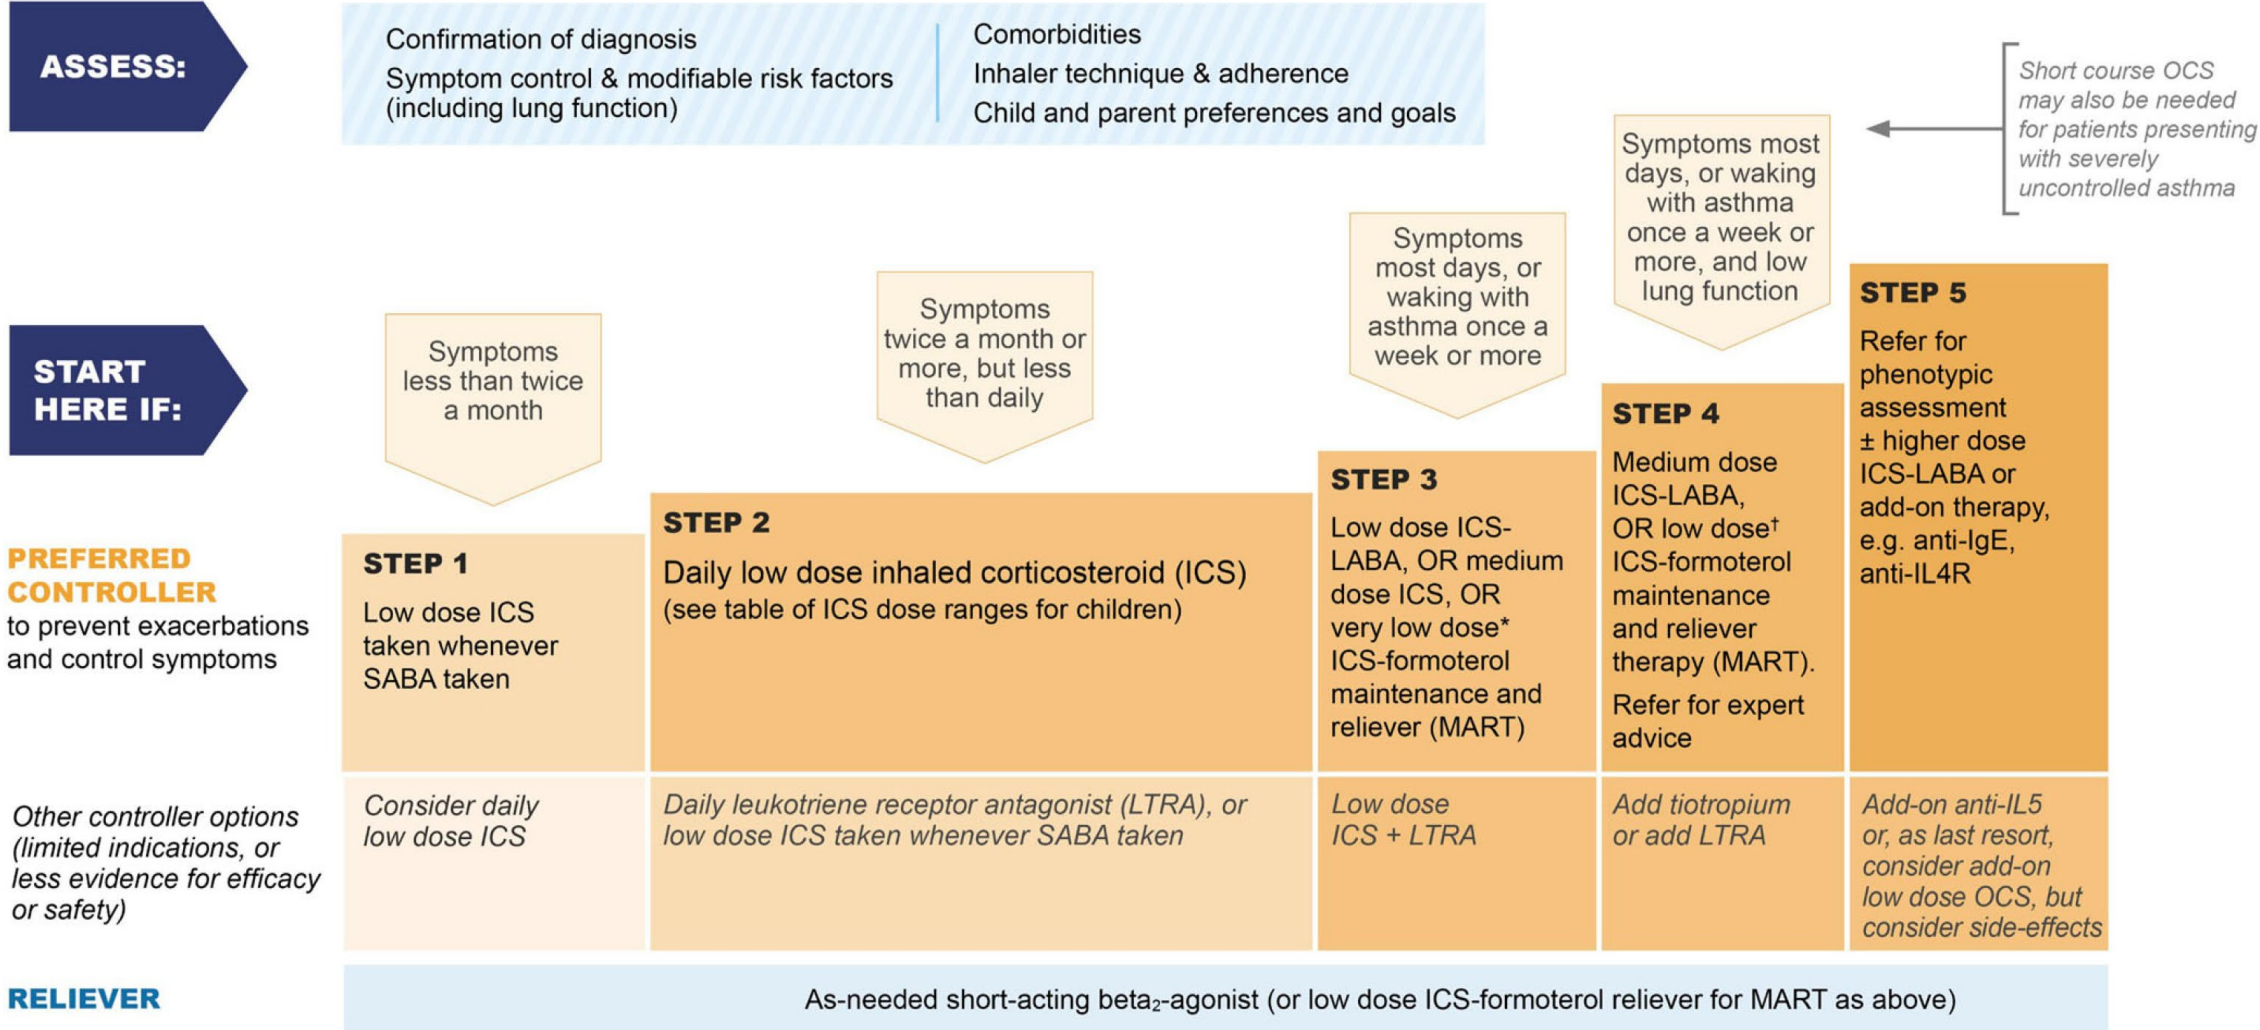 ASSESS:
Confirmation of diagnosis
Symptom control & modifiable risk factors
(including lung function)
Comorbidities
Inhaler technique & adherence
Child and parent preferences and goals
Short course OCS
may also be needed
for patients presenting
with severely
uncontrolled asthma
START
HERE IF:
Symptoms
less than twice
a month
Symptoms
twice a month or
more, but less
than daily
Symptoms
most days, or
waking with
asthma once a
week or more
Symptoms most
days, or waking
with asthma
once a week or
more, and low
lung function
PREFERRED
CONTROLLER
to prevent exacerbations
and control symptoms
STEP 1
Low dose ICS
taken whenever
SABA taken
STEP 2
Daily low dose inhaled corticosteroid (ICS)
(see table of ICS dose ranges for children)
STEP 3
Low dose ICS-
LABA, OR medium
dose ICS, OR
very low dose*
ICS-formoterol
maintenance and
reliever (MART)
STEP 4
Medium dose
ICS-LABA,
OR low dose†
ICS-formoterol
maintenance
and reliever
therapy (MART).
Refer for expert
advice
STEP 5
Refer for
phenotypic
assessment
± higher dose
ICS-LABA or
add-on therapy,
e.g. anti-IgE,
anti-IL4R
Other controller options
(limited indications, or
less evidence for efficacy
or safety)
Consider daily
low dose ICS
Daily leukotriene receptor antagonist (LTRA), or
low dose ICS taken whenever SABA taken
Low dose
ICS + LTRA
Add tiotropium
or add LTRA
Add-on anti-IL5
or, as last resort,
consider add-on
low dose OCS, but
consider side-effects
RELIEVER
As-needed short-acting beta₂-agonist (or low dose ICS-formoterol reliever for MART as above)